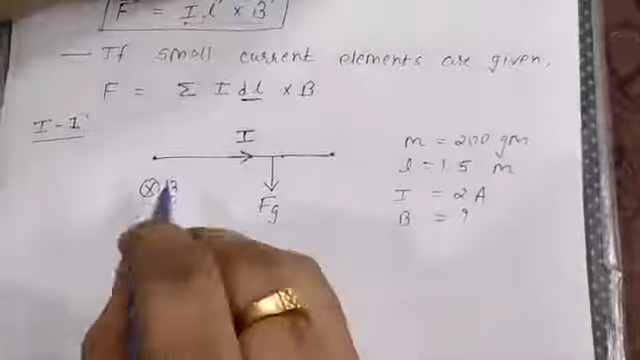 F = I l × B
— If small current elements are given,
F = Σ I dl × B
I - I'
I
m = 200 gm
l = 1.5 m
ⓧ B
I = 2 A
Fg
B = ?